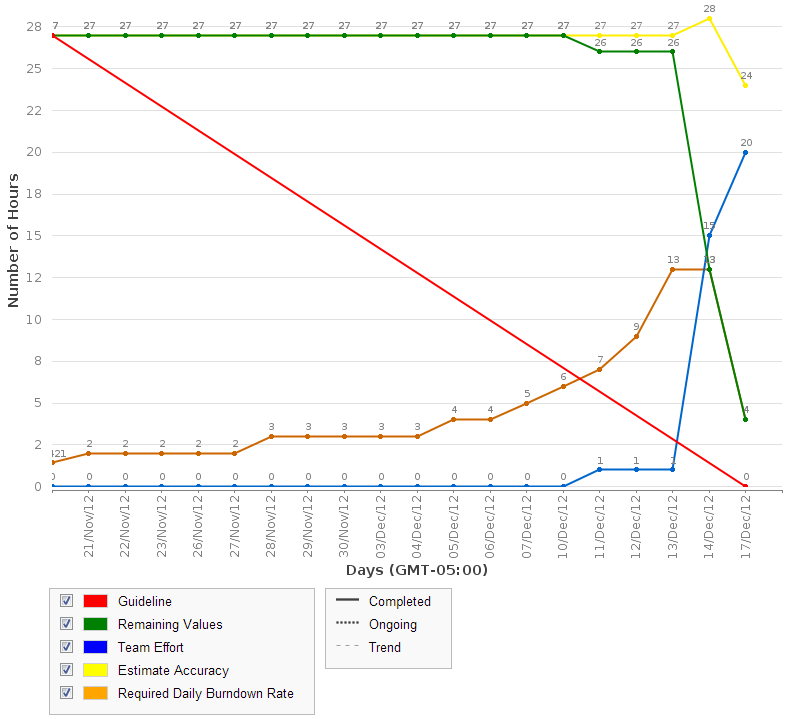 28
7 27 27 27 27 27 27 27 27 27 27 27 27 27 27 27 27 27
28
26 26 26
25
24
22
20
20
18
15
15
13
12
10
9
8
7
6
5
5
4 4
4
3 3 3 3 3
2
2 2 2 2 2
0 0 0 0 0 0 0 0 0 0 0 0 0 0
1 1 1
0
0
Number of Hours
21/Nov/12
22/Nov/12
23/Nov/12
26/Nov/12
27/Nov/12
28/Nov/12
29/Nov/12
30/Nov/12
03/Dec/12
04/Dec/12
05/Dec/12
06/Dec/12
07/Dec/12
10/Dec/12
11/Dec/12
12/Dec/12
13/Dec/12
14/Dec/12
17/Dec/12
Days (GMT-05:00)
Guideline
Remaining Values
Team Effort
Estimate Accuracy
Required Daily Burndown Rate
Completed
Ongoing
Trend